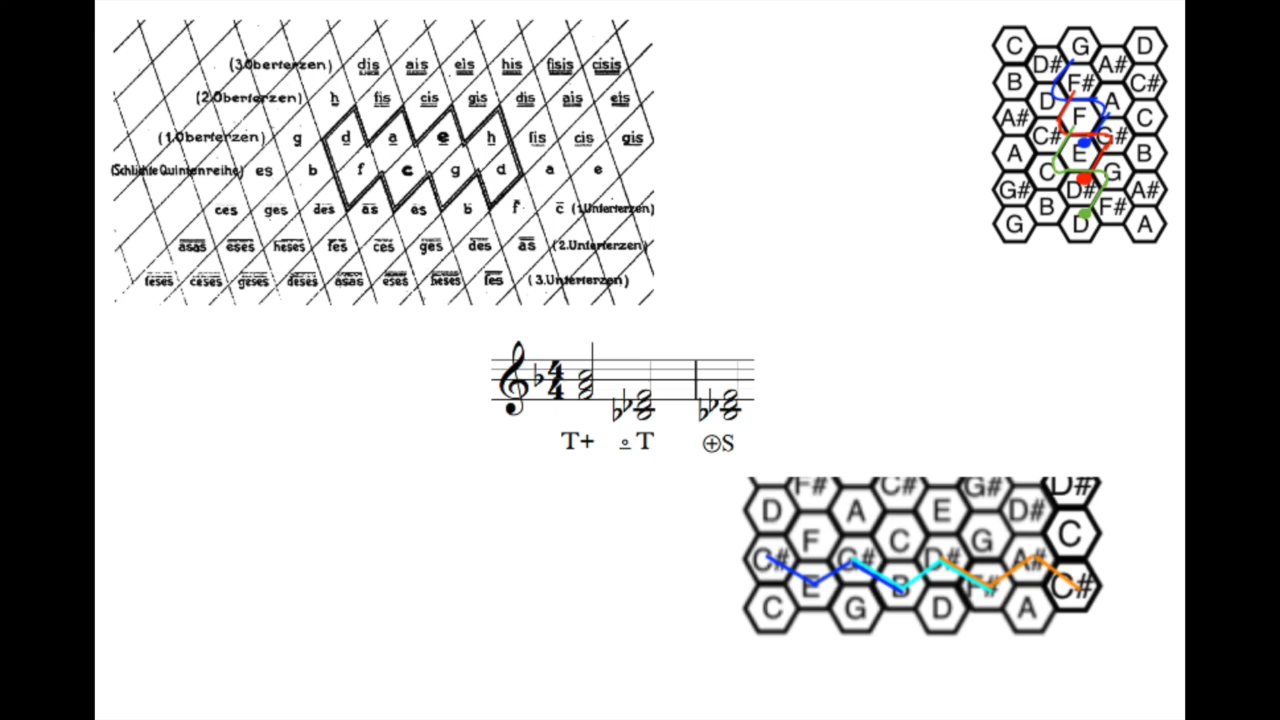 (3.Oberterzen) dis ais eis his fisis cisis
(2.Oberterzen) h fis cis gis dis ais eis
(1.Oberterzen) g d a e h fis cis gis
(Schlichte Quintenreihe) es b f c g d a e
ces ges des as es b f c (1.Unterterzen)
asas eses heses fes ces ges des as (2.Unterterzen)
feses ceses geses deses asas eses heses fes (3.Unterterzen)
C G D
D# A#
B F# C#
D A
A# F C
C# G#
A E B
C G
G# D# A#
B F#
G D A
4
4
T+ T ⊕S
F# C# G# D#
D A E D#
F C G C
C# G# D# A#
E B F# C#
C G D A